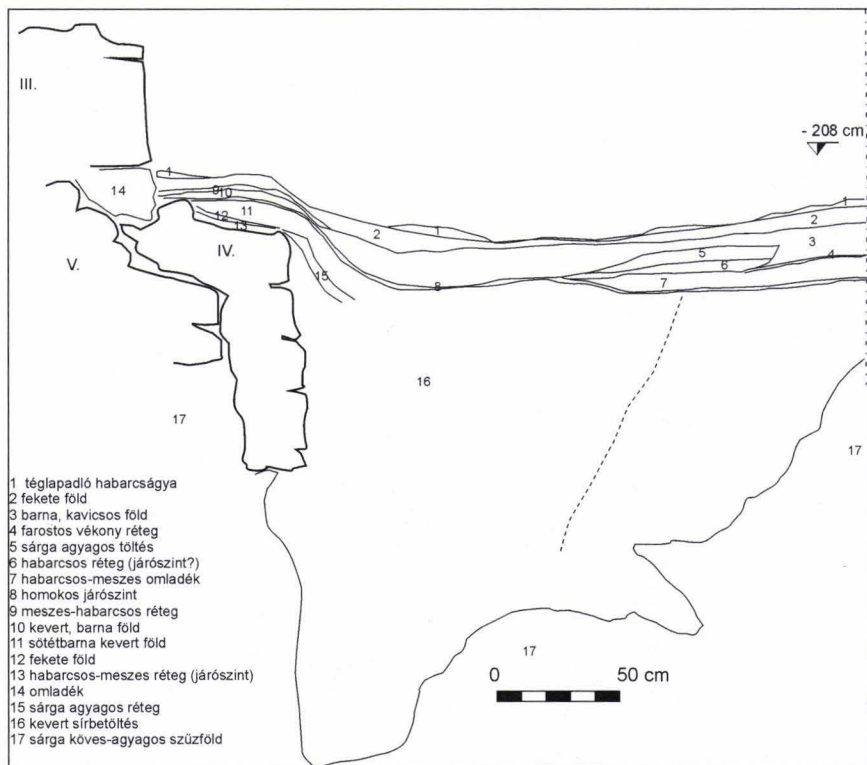 III.
- 208 cm
1
14
9
10
11
12
13
1
2
1
2
3
4
5
6
7
8
IV.
V.
15
16
17
17
17
1 téglapadló habarcságya
2 fekete föld
3 barna, kavicsos föld
4 farostos vékony réteg
5 sárga agyagos töltés
6 habarcsos réteg (járószint?)
7 habarcsos-meszes omladék
8 homokos járószint
9 meszes-habarcsos réteg
10 kevert, barna föld
11 sötétbarna kevert föld
12 fekete föld
13 habarcsos-meszes réteg (járószint)
14 omladék
15 sárga agyagos réteg
16 kevert sírbetöltés
17 sárga köves-agyagos szűzföld
0 50 cm